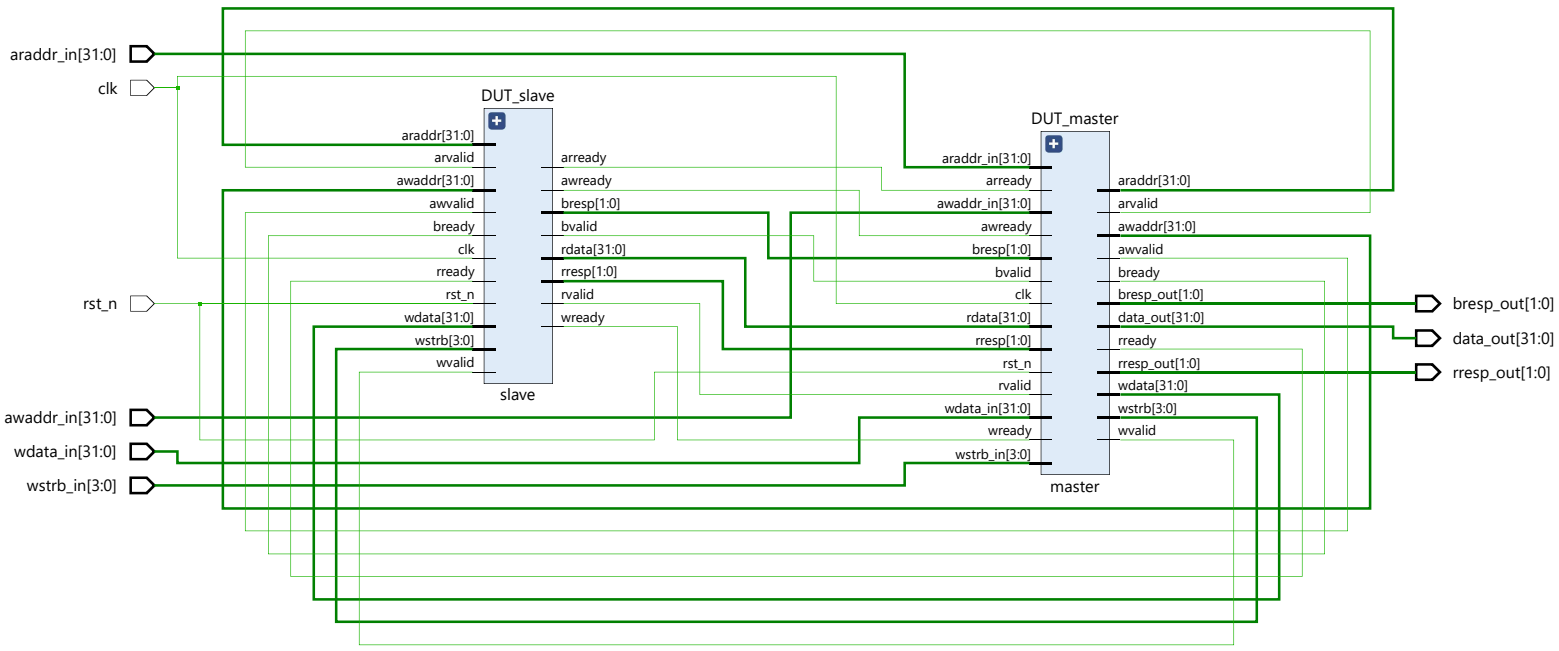 araddr_in[31:0]
clk
rst_n
awaddr_in[31:0]
wdata_in[31:0]
wstrb_in[3:0]
DUT_slave
araddr[31:0]
arvalid
awaddr[31:0]
awvalid
bready
clk
rready
rst_n
wdata[31:0]
wstrb[3:0]
wvalid
arready
awready
bresp[1:0]
bvalid
rdata[31:0]
rresp[1:0]
rvalid
wready
slave
DUT_master
araddr_in[31:0]
arready
awaddr_in[31:0]
awready
bresp[1:0]
bvalid
clk
rdata[31:0]
rresp[1:0]
rst_n
rvalid
wdata_in[31:0]
wready
wstrb_in[3:0]
araddr[31:0]
arvalid
awaddr[31:0]
awvalid
bready
bresp_out[1:0]
data_out[31:0]
rready
rresp_out[1:0]
wdata[31:0]
wstrb[3:0]
wvalid
master
bresp_out[1:0]
data_out[31:0]
rresp_out[1:0]